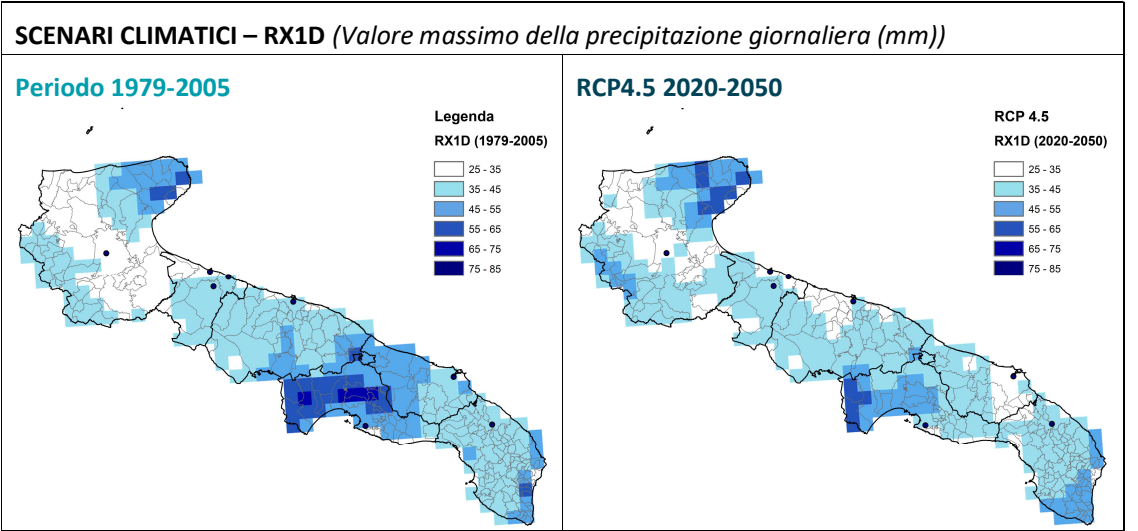 SCENARI CLIMATICI – RX1D (Valore massimo della precipitazione giornaliera (mm))
Periodo 1979-2005
Legenda
RX1D (1979-2005)
25 - 35
35 - 45
45 - 55
55 - 65
65 - 75
75 - 85
RCP4.5 2020-2050
RCP 4.5
RX1D (2020-2050)
25 - 35
35 - 45
45 - 55
55 - 65
65 - 75
75 - 85